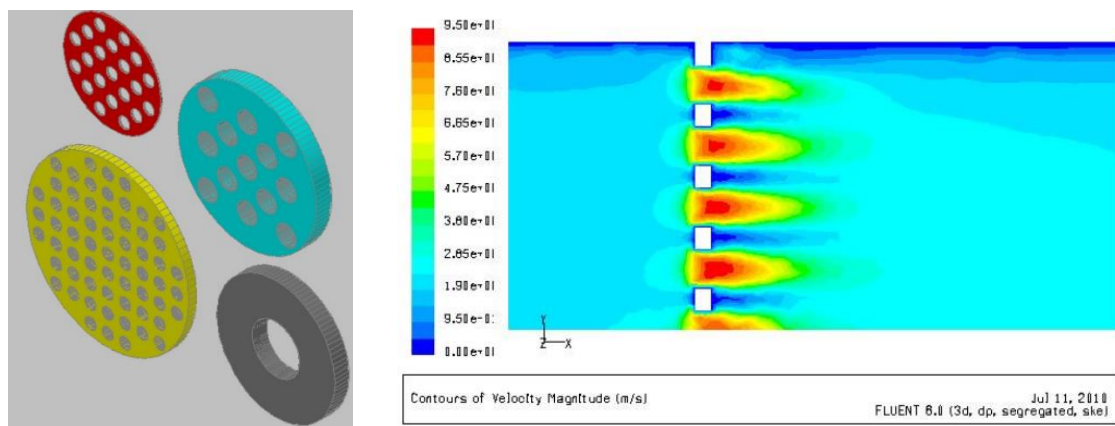 9.50e+01
8.55e+01
7.60e+01
6.65e+01
5.70e+01
4.75e+01
3.80e+01
2.85e+01
1.90e+01
0.00e+01
Y
Z X
Contours of Velocity Magnitude (m/s)
Jul 11, 2010
FLUENT 6.0 (3d, dp, segregated, ske)